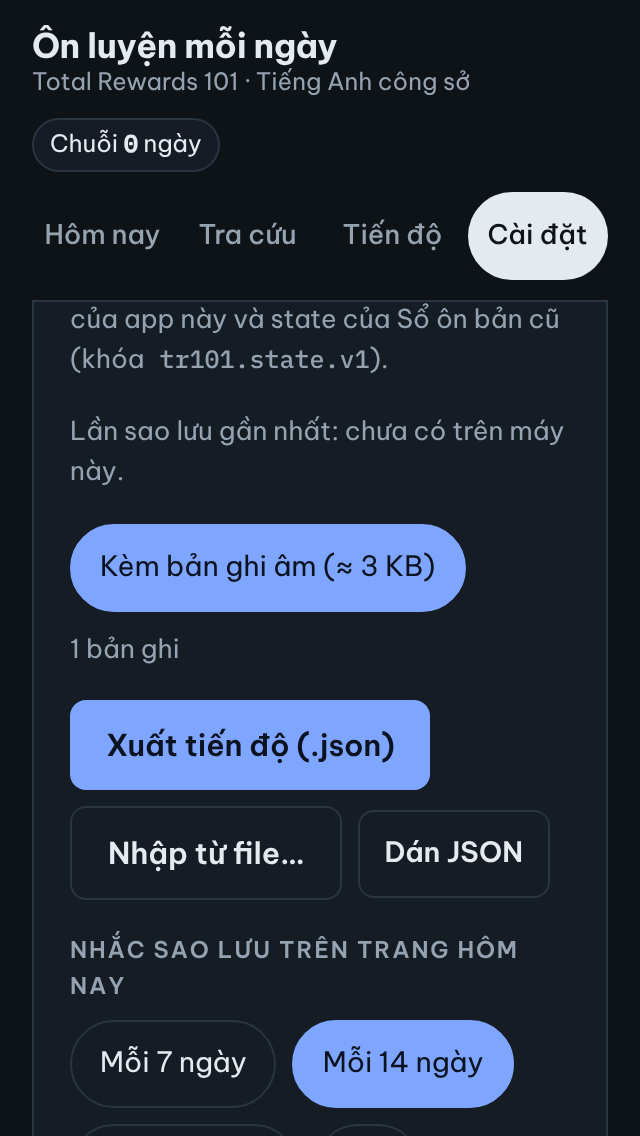 Ôn luyện mỗi ngày
Total Rewards 101 · Tiếng Anh công sở
Chuỗi 0 ngày
Hôm nay
Tra cứu
Tiến độ
Cài đặt
của app này và state của Sổ ôn bản cũ
(khóa tr101.state.v1).
Lần sao lưu gần nhất: chưa có trên máy
này.
Kèm bản ghi âm (≈ 3 KB)
1 bản ghi
Xuất tiến độ (.json)
Nhập từ file…
Dán JSON
NHẮC SAO LƯU TRÊN TRANG HÔM
NAY
Mỗi 7 ngày
Mỗi 14 ngày